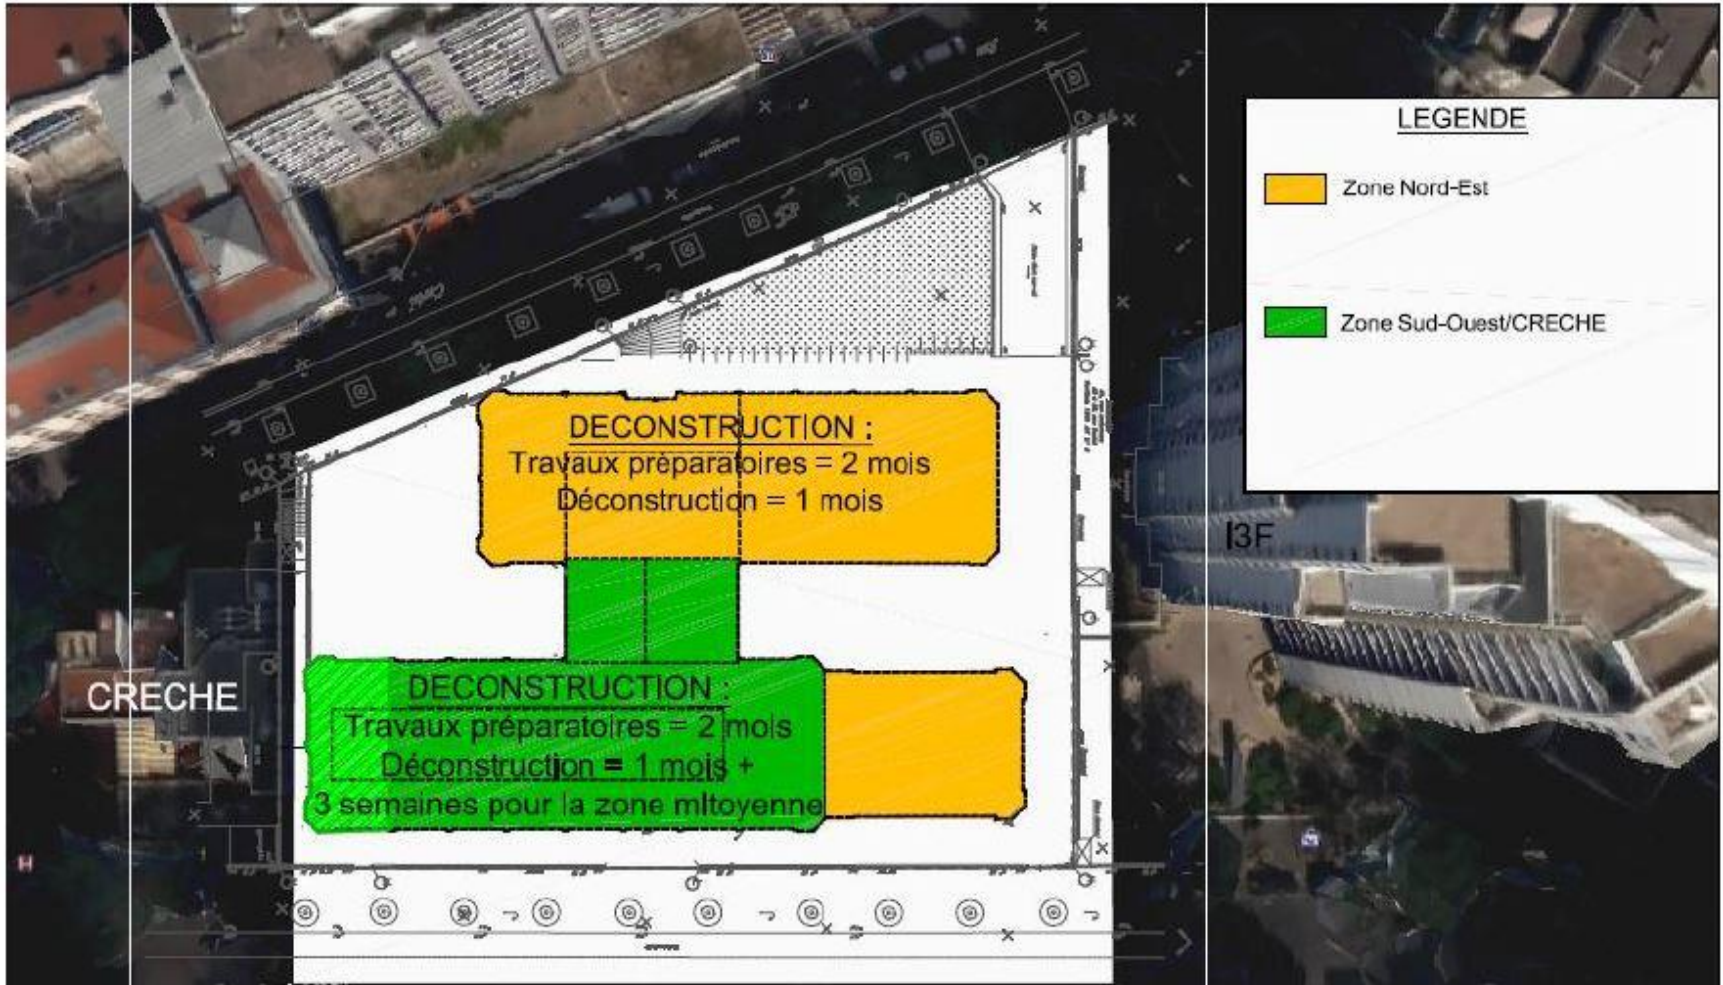 LEGENDE
Zone Nord-Est
Zone Sud-Ouest/CRECHE
DECONSTRUCTION :
Travaux préparatoires = 2 mois
Déconstruction = 1 mois
I3F
CRECHE
DECONSTRUCTION :
Travaux préparatoires = 2 mois
Déconstruction = 1 mois +
3 semaines pour la zone mitoyenne
H